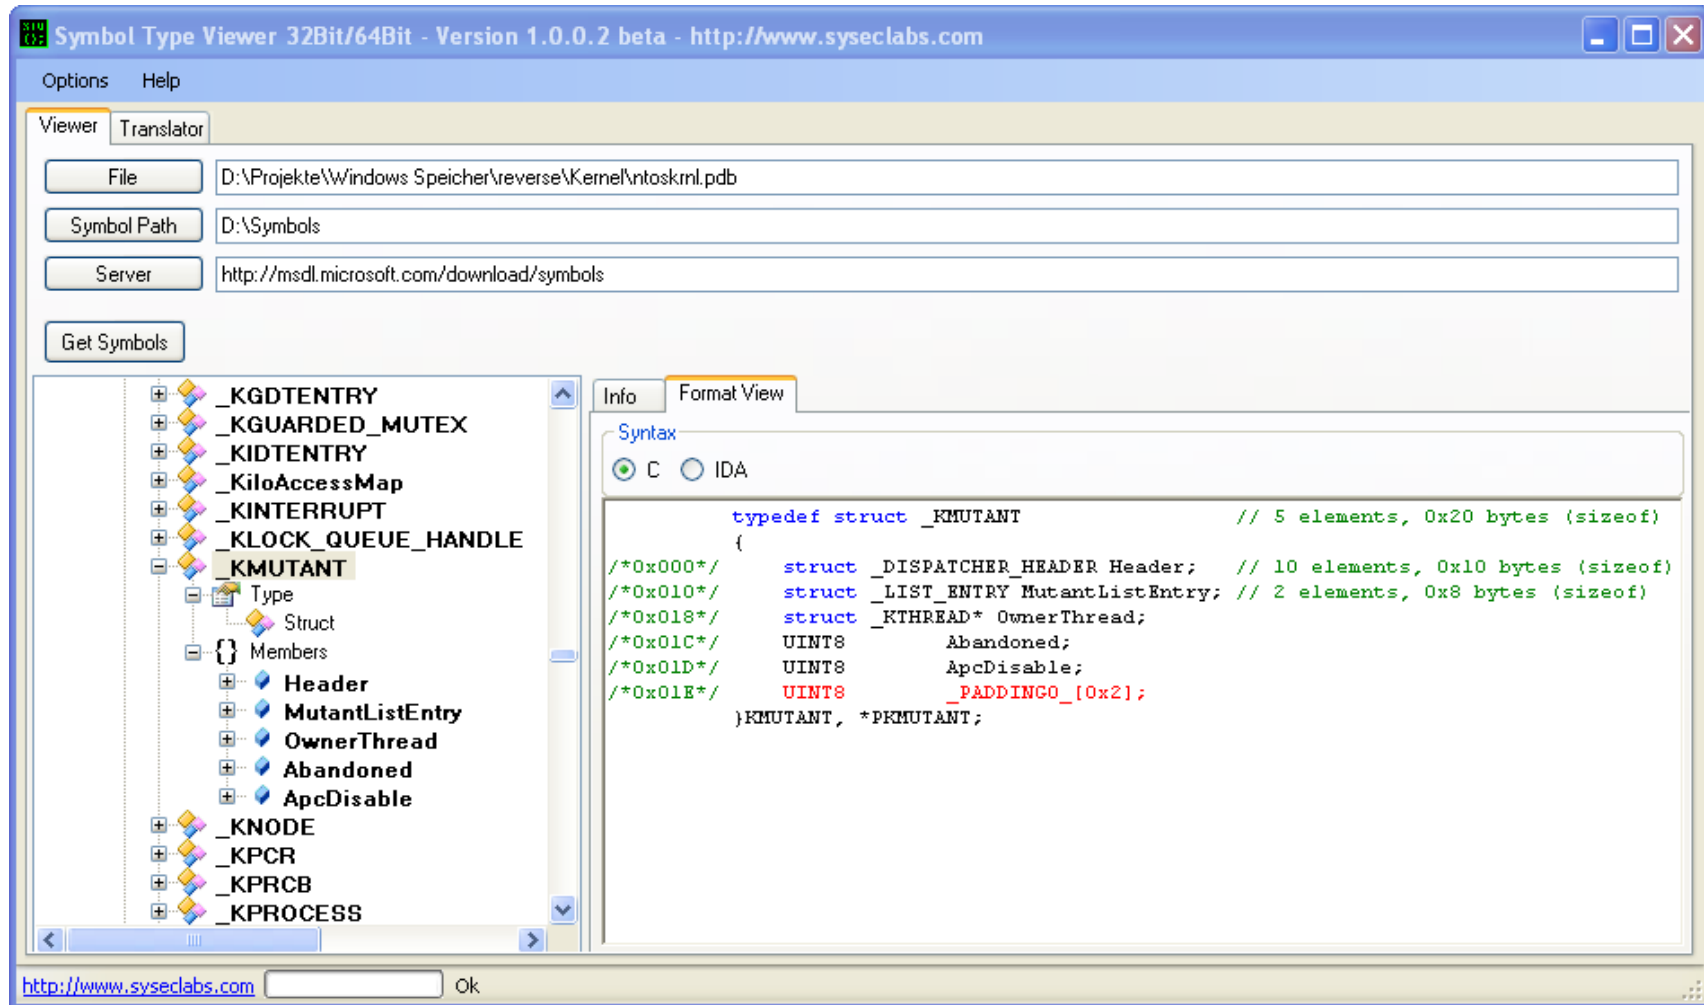 Symbol Type Viewer 32Bit/64Bit - Version 1.0.0.2 beta - http://www.syseclabs.com
Options Help
Viewer Translator
File D:\Projekte\Windows Speicher\reverse\Kernel\ntoskrnl.pdb
Symbol Path D:\Symbols
Server http://msdl.microsoft.com/download/symbols
Get Symbols
_KGDTENTRY
_KGUARDED_MUTEX
_KIDTENTRY
_KiloAccessMap
_KINTERRUPT
_KLOCK_QUEUE_HANDLE
_KMUTANT
Type
Struct
{} Members
Header
MutantListEntry
OwnerThread
Abandoned
ApcDisable
_KNODE
_KPCR
_KPRCB
_KPROCESS
Info Format View
Syntax
C IDA
typedef struct _KMUTANT // 5 elements, 0x20 bytes (sizeof)
{
/*0x000*/ struct _DISPATCHER_HEADER Header; // 10 elements, 0x10 bytes (sizeof)
/*0x010*/ struct _LIST_ENTRY MutantListEntry; // 2 elements, 0x8 bytes (sizeof)
/*0x018*/ struct _KTHREAD* OwnerThread;
/*0x01C*/ UINT8 Abandoned;
/*0x01D*/ UINT8 ApcDisable;
/*0x01E*/ UINT8 _PADDING0_[0x2];
}KMUTANT, *PKMUTANT;
http://www.syseclabs.com Ok